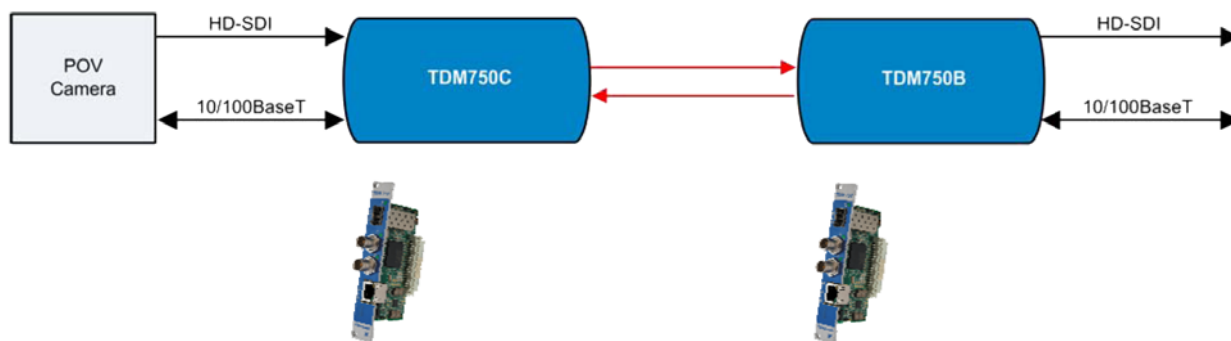 HD-SDI
POV
Camera
10/100BaseT
TDM750C
TDM750B
HD-SDI
10/100BaseT